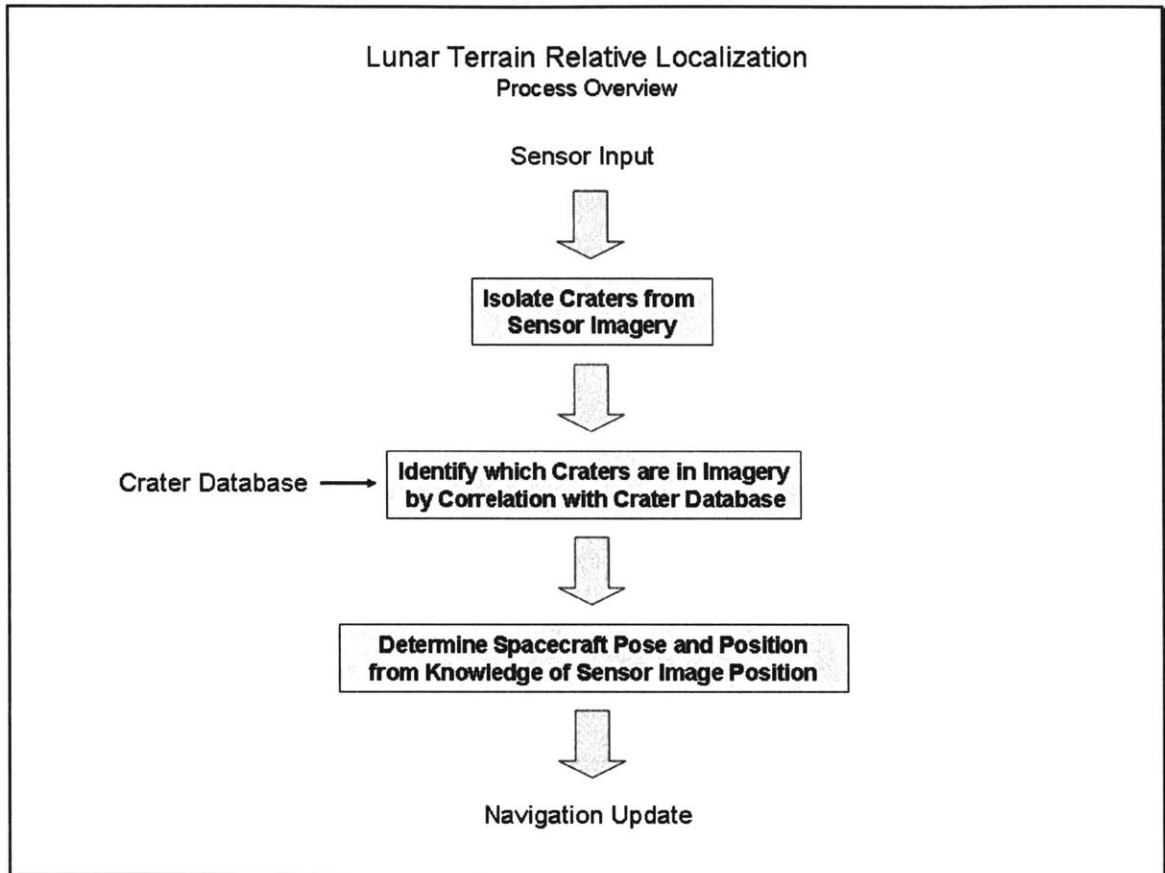 Lunar Terrain Relative Localization
Process Overview
Sensor Input
Isolate Craters from
Sensor Imagery
Crater Database
Identify which Craters are in Imagery
by Correlation with Crater Database
Determine Spacecraft Pose and Position
from Knowledge of Sensor Image Position
Navigation Update